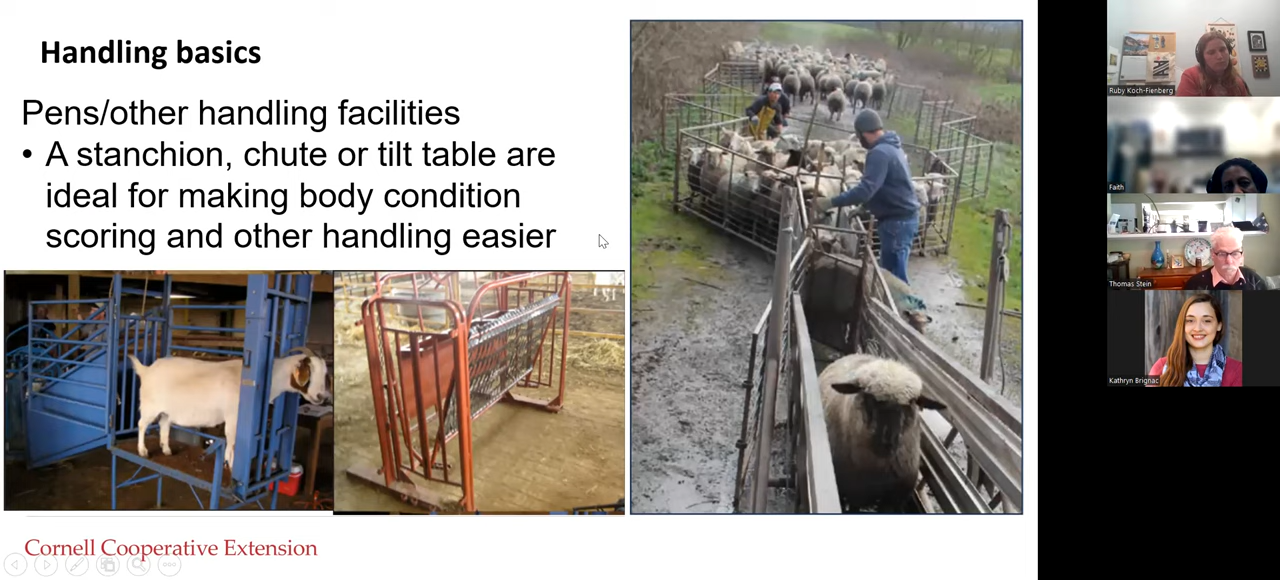 Handling basics
Pens/other handling facilities
• A stanchion, chute or tilt table are
ideal for making body condition
scoring and other handling easier
Cornell Cooperative Extension
Ruby Koch-Fienberg
Faith
Thomas Stein
Kathryn Brignac